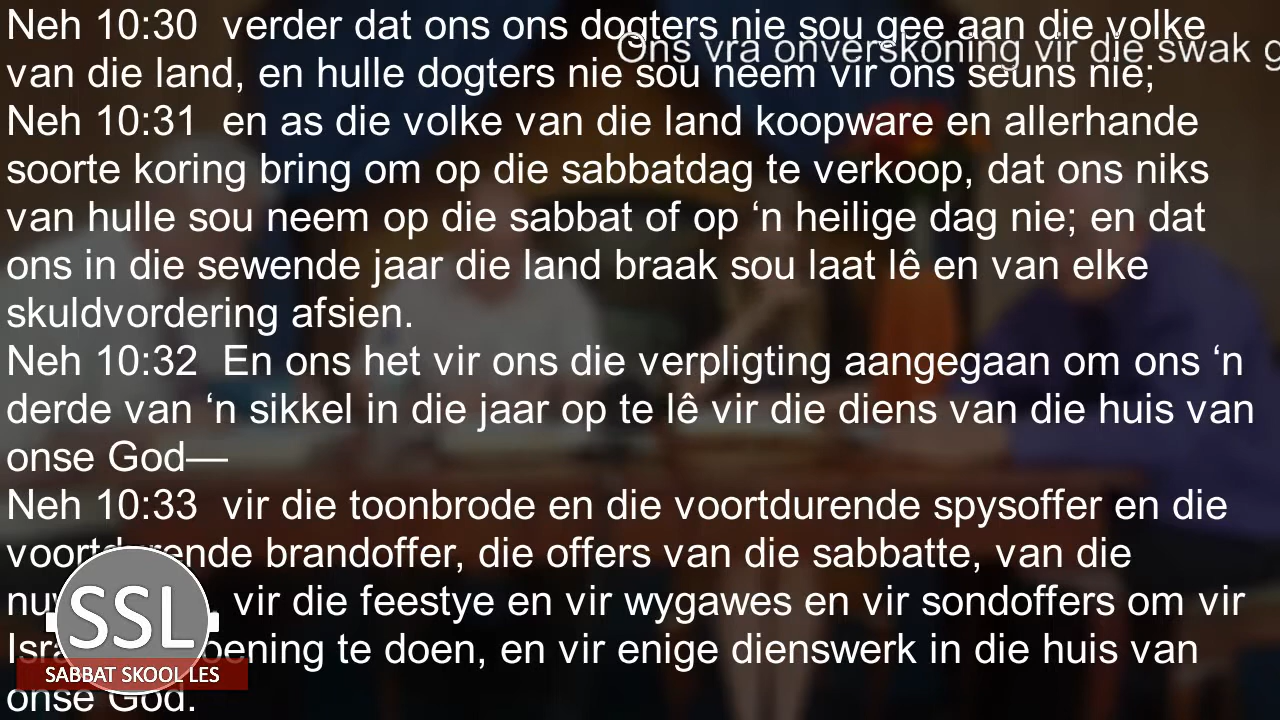 Neh 10:30 verder dat ons ons dogters nie sou gee aan die volke
Ons vra onverskoning vir die swak
van die land, en hulle dogters nie sou neem vir ons seuns nie;
Neh 10:31 en as die volke van die land koopware en allerhande
soorte koring bring om op die sabbatdag te verkoop, dat ons niks
van hulle sou neem op die sabbat of op ‘n heilige dag nie; en dat
ons in die sewende jaar die land braak sou laat lê en van elke
skuldvordering afsien.
Neh 10:32 En ons het vir ons die verpligting aangegaan om ons ‘n
derde van ‘n sikkel in die jaar op te lê vir die diens van die huis van
onse God—
Neh 10:33 vir die toonbrode en die voortdurende spysoffer en die
voortdurende brandoffer, die offers van die sabbatte, van die
vir die feestye en vir wygawes en vir sondoffers om vir
te doen, en vir enige dienswerk in die huis van
onse God.
SSL
SABBAT SKOOL LES